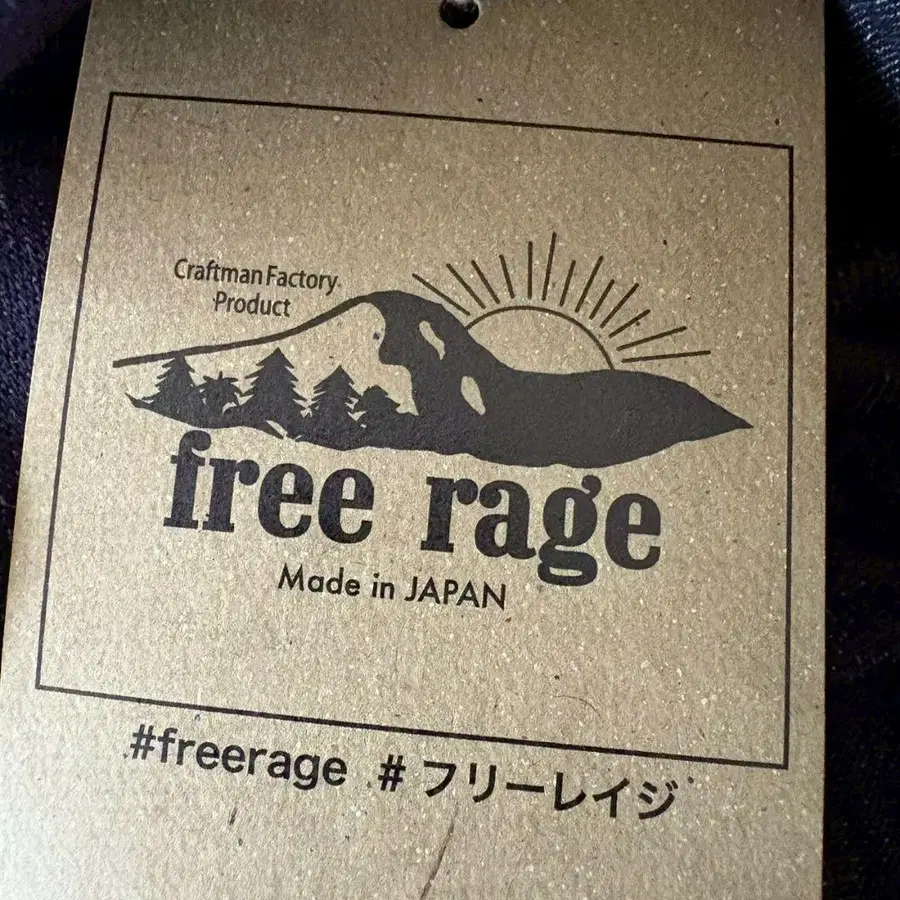 Craftman Factory
Product
free rage
Made in JAPAN
#freerage # フリーレイジ